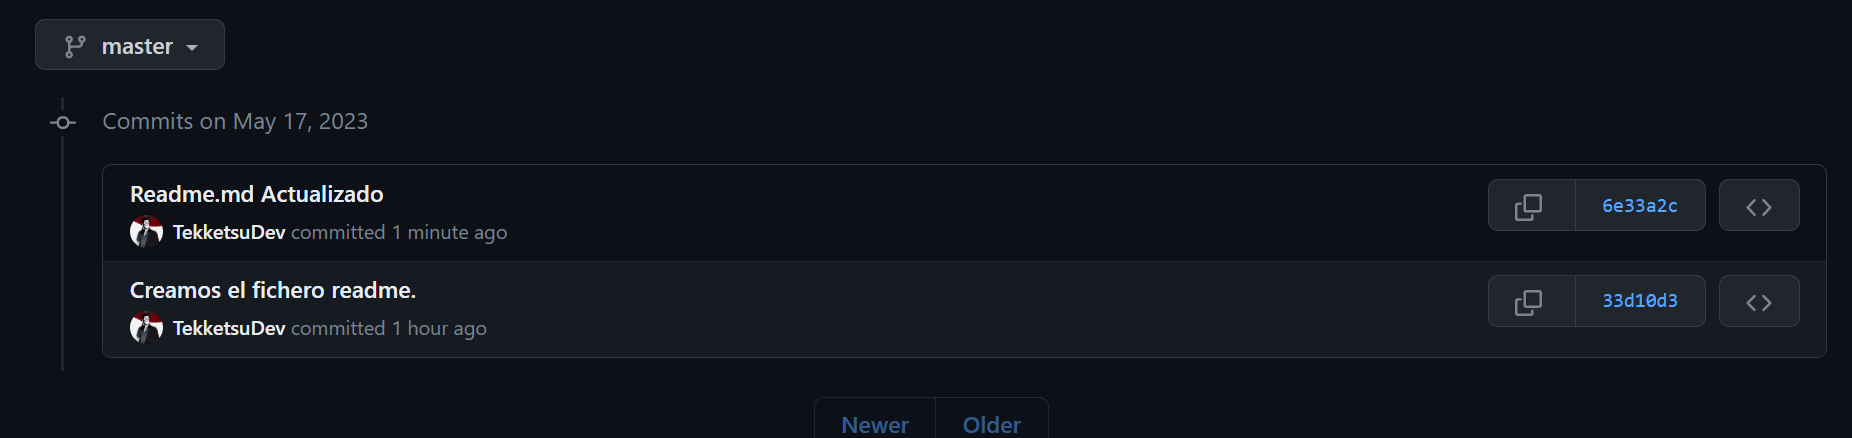 master
Commits on May 17, 2023
Readme.md Actualizado
6e33a2c
TekketsuDev committed 1 minute ago
Creamos el fichero readme.
33d10d3
TekketsuDev committed 1 hour ago
Newer Older